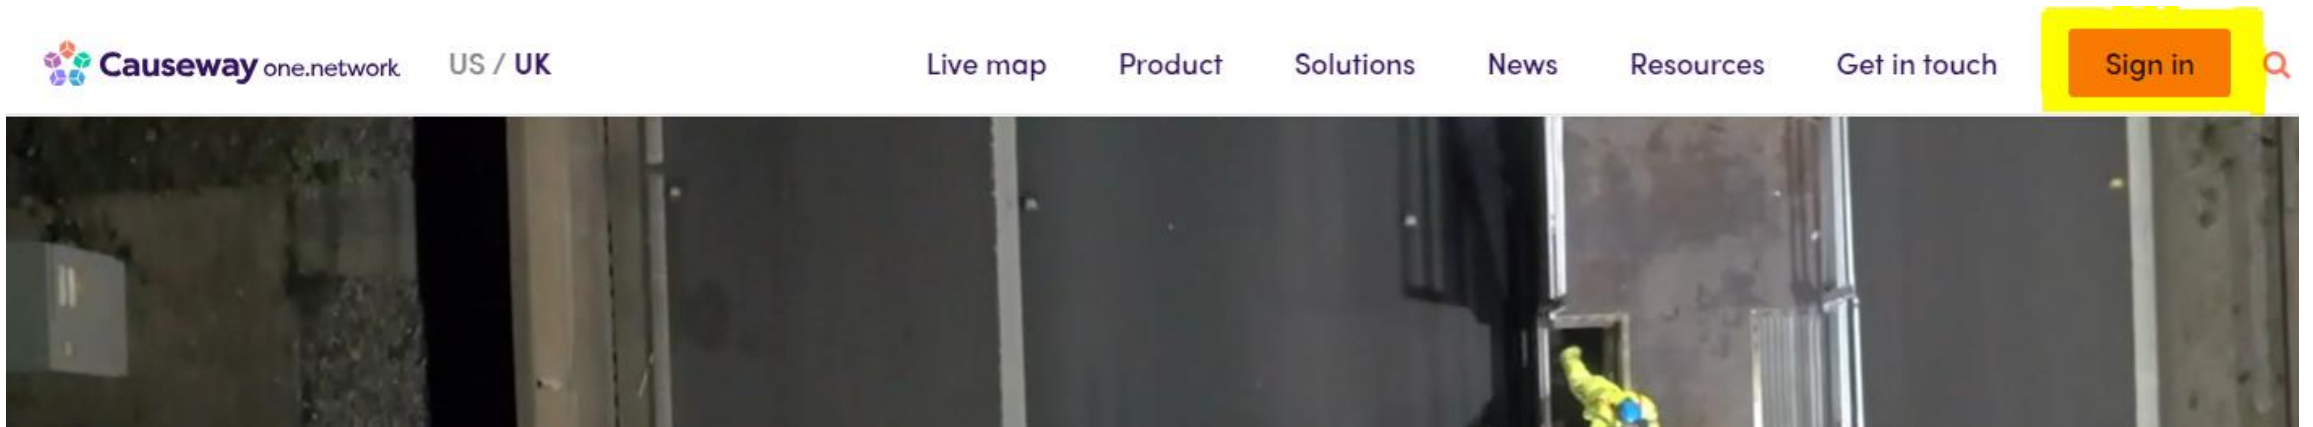 Causeway one.network US / UK Live map Product Solutions News Resources Get in touch Sign in